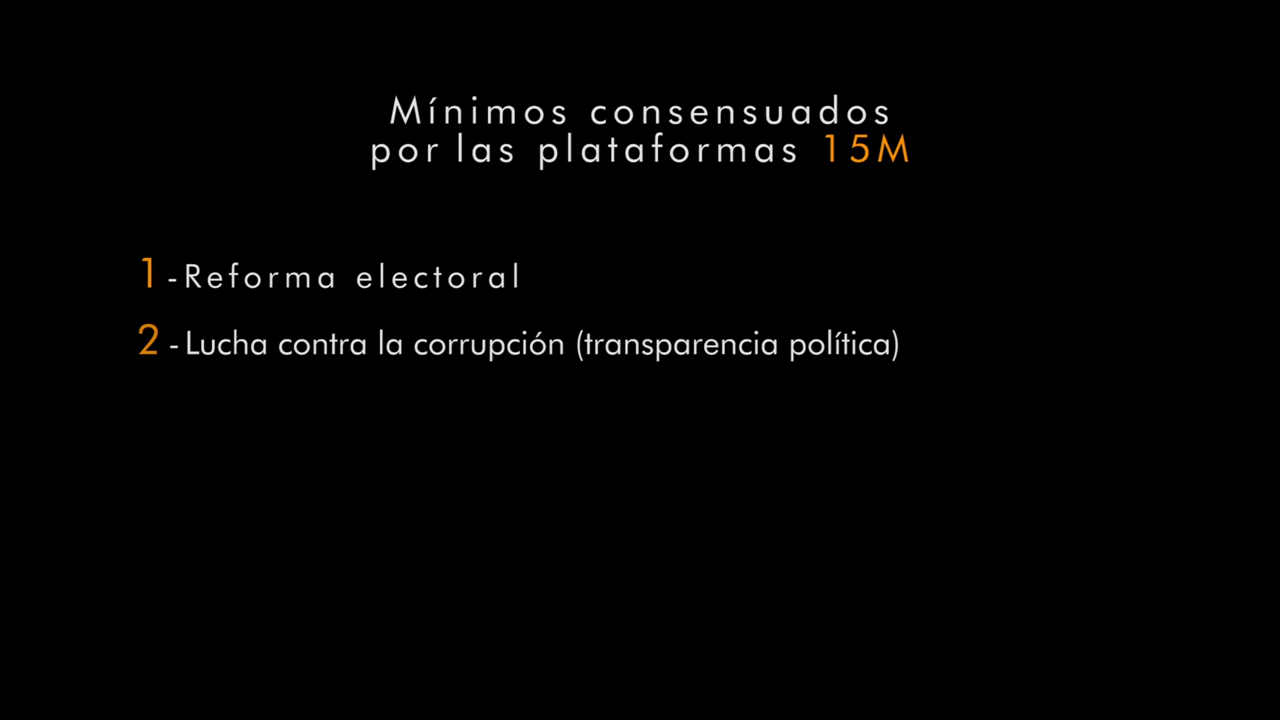 Mínimos consensuados
por las plataformas 15M
1 - Reforma electoral
2 - Lucha contra la corrupción (transparencia política)